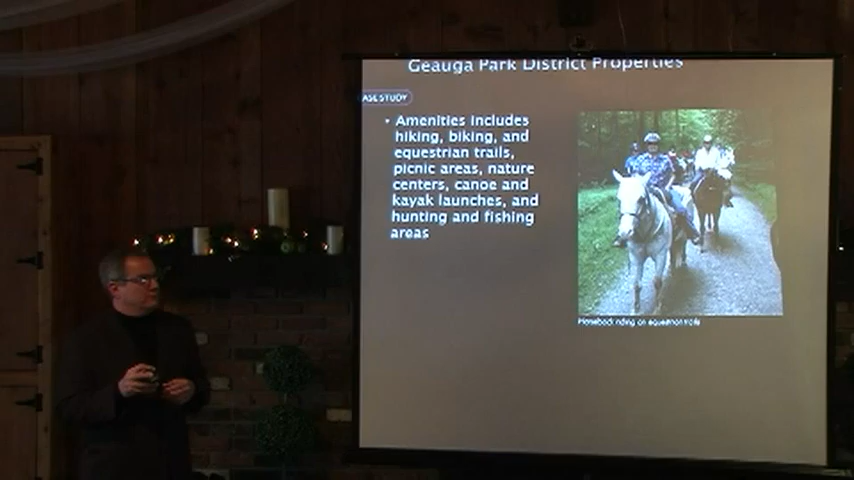 Geauga Park District Properties
ASE STUDY
• Amenities includes
hiking, biking, and
equestrian trails,
picnic areas, nature
centers, canoe and
kayak launches, and
hunting and fishing
areas
Horseback riding on equestrian trails